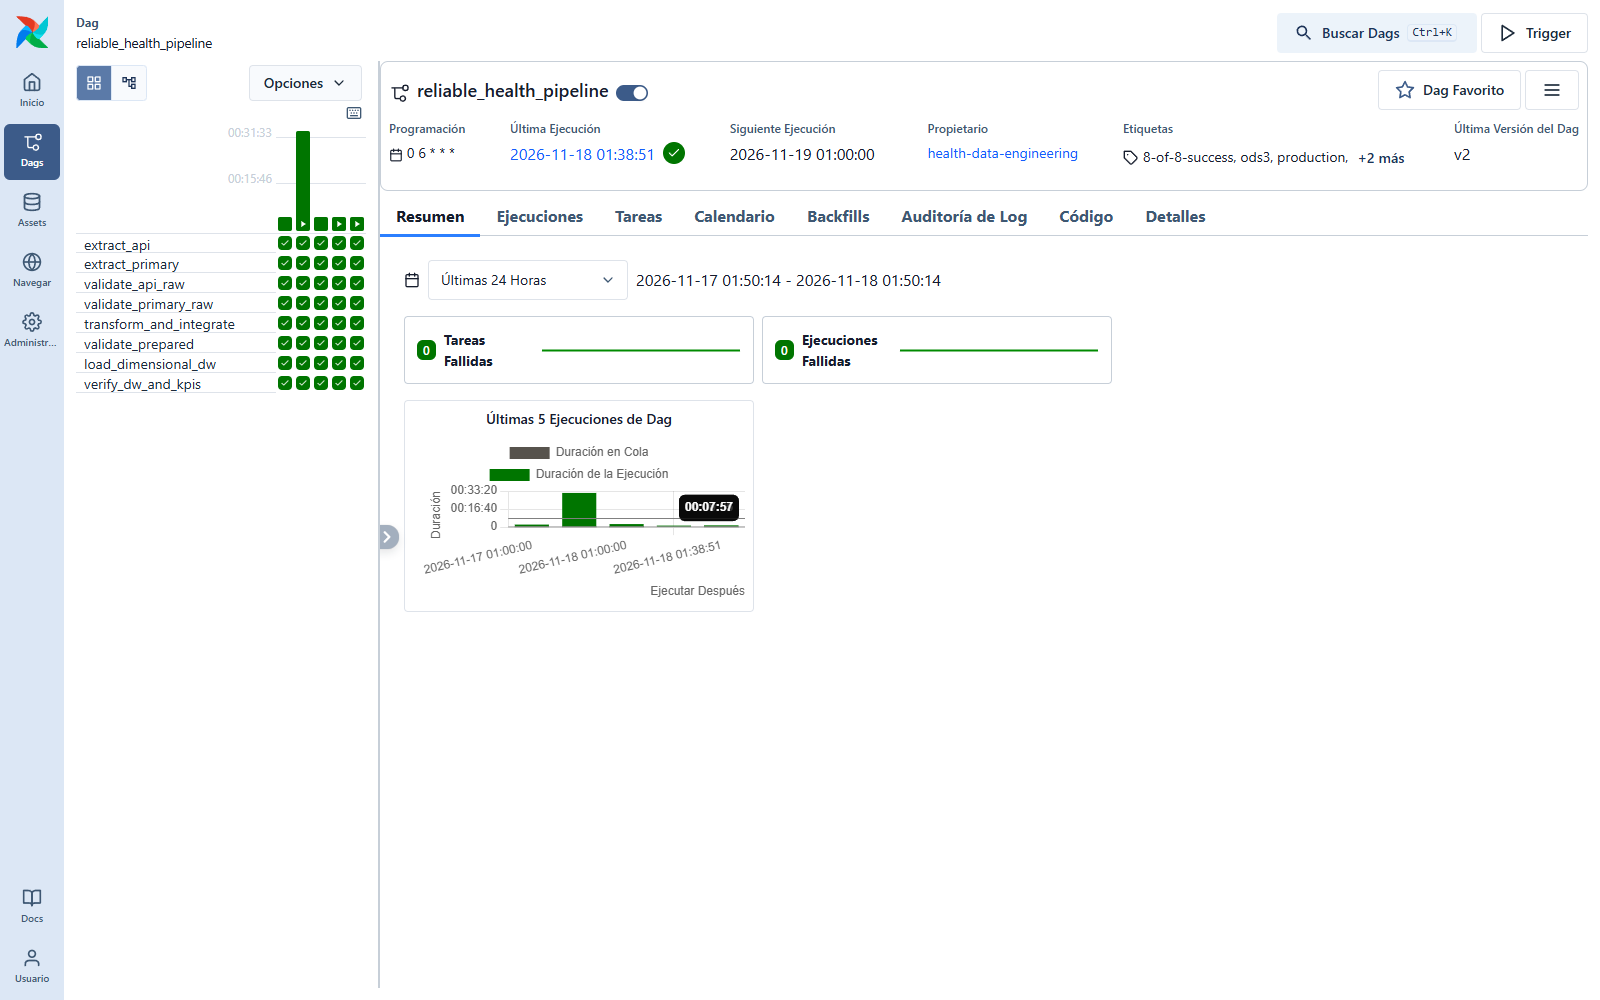 Dag
reliable_health_pipeline
Buscar Dags Ctrl+K
Trigger
Inicio
Dags
Assets
Navegar
Administr...
Docs
Usuario
Opciones
00:31:33
00:15:46
extract_api
extract_primary
validate_api_raw
validate_primary_raw
transform_and_integrate
validate_prepared
load_dimensional_dw
verify_dw_and_kpis
reliable_health_pipeline
Dag Favorito
Programación
0 6 * * *
Última Ejecución
2026-11-18 01:38:51
Siguiente Ejecución
2026-11-19 01:00:00
Propietario
health-data-engineering
Etiquetas
8-of-8-success, ods3, production, +2 más
Última Versión del Dag
v2
Resumen Ejecuciones Tareas Calendario Backfills Auditoría de Log Código Detalles
Últimas 24 Horas 2026-11-17 01:50:14 - 2026-11-18 01:50:14
0 Tareas
Fallidas
0 Ejecuciones
Fallidas
Últimas 5 Ejecuciones de Dag
Duración en Cola
Duración de la Ejecución
Duración
00:33:20
00:16:40
0
00:07:57
2026-11-17 01:00:00
2026-11-18 01:00:00
2026-11-18 01:38:51
Ejecutar Después